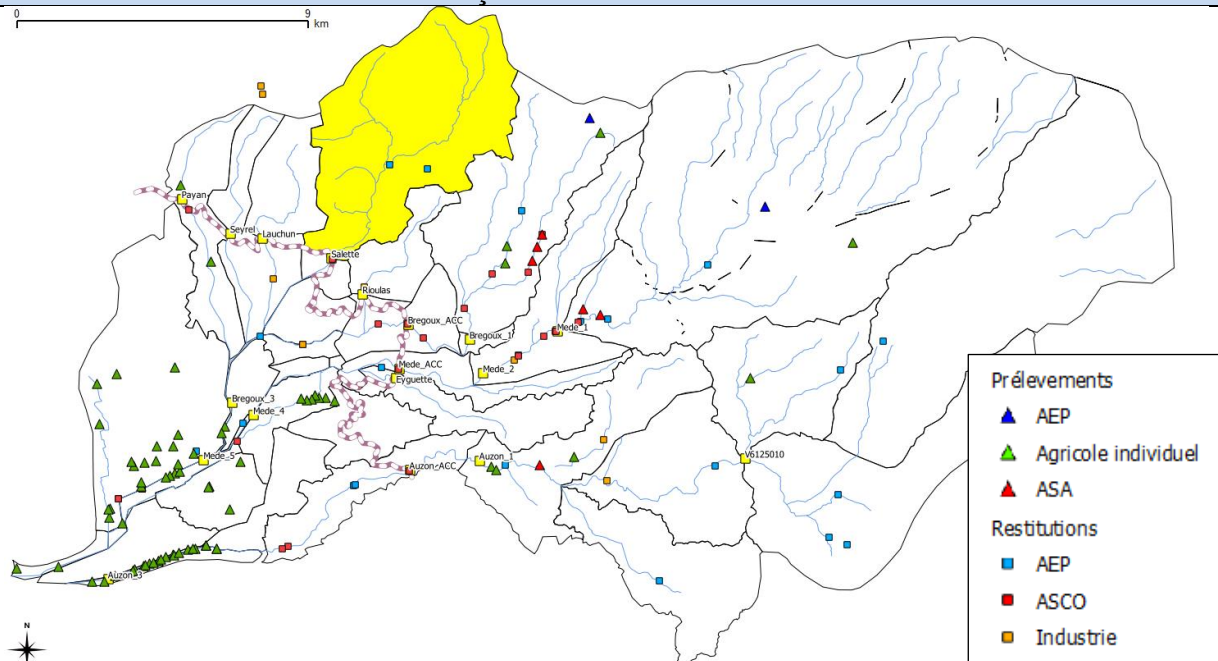 0 9
km
Payan
Seyrel
Lauchun
Salette
Rioulas
Bregoux_ACC
Bregoux_1
Mede_1
Mede_ACC
Eyguette
Mede_2
Bregoux_3
Mede_4
Mede_5
Auzon_ACC
Auzon_1
V6125010
Auzon_3
N
Prélevements
AEP
Agricole individuel
ASA
Restitutions
AEP
ASCO
Industrie